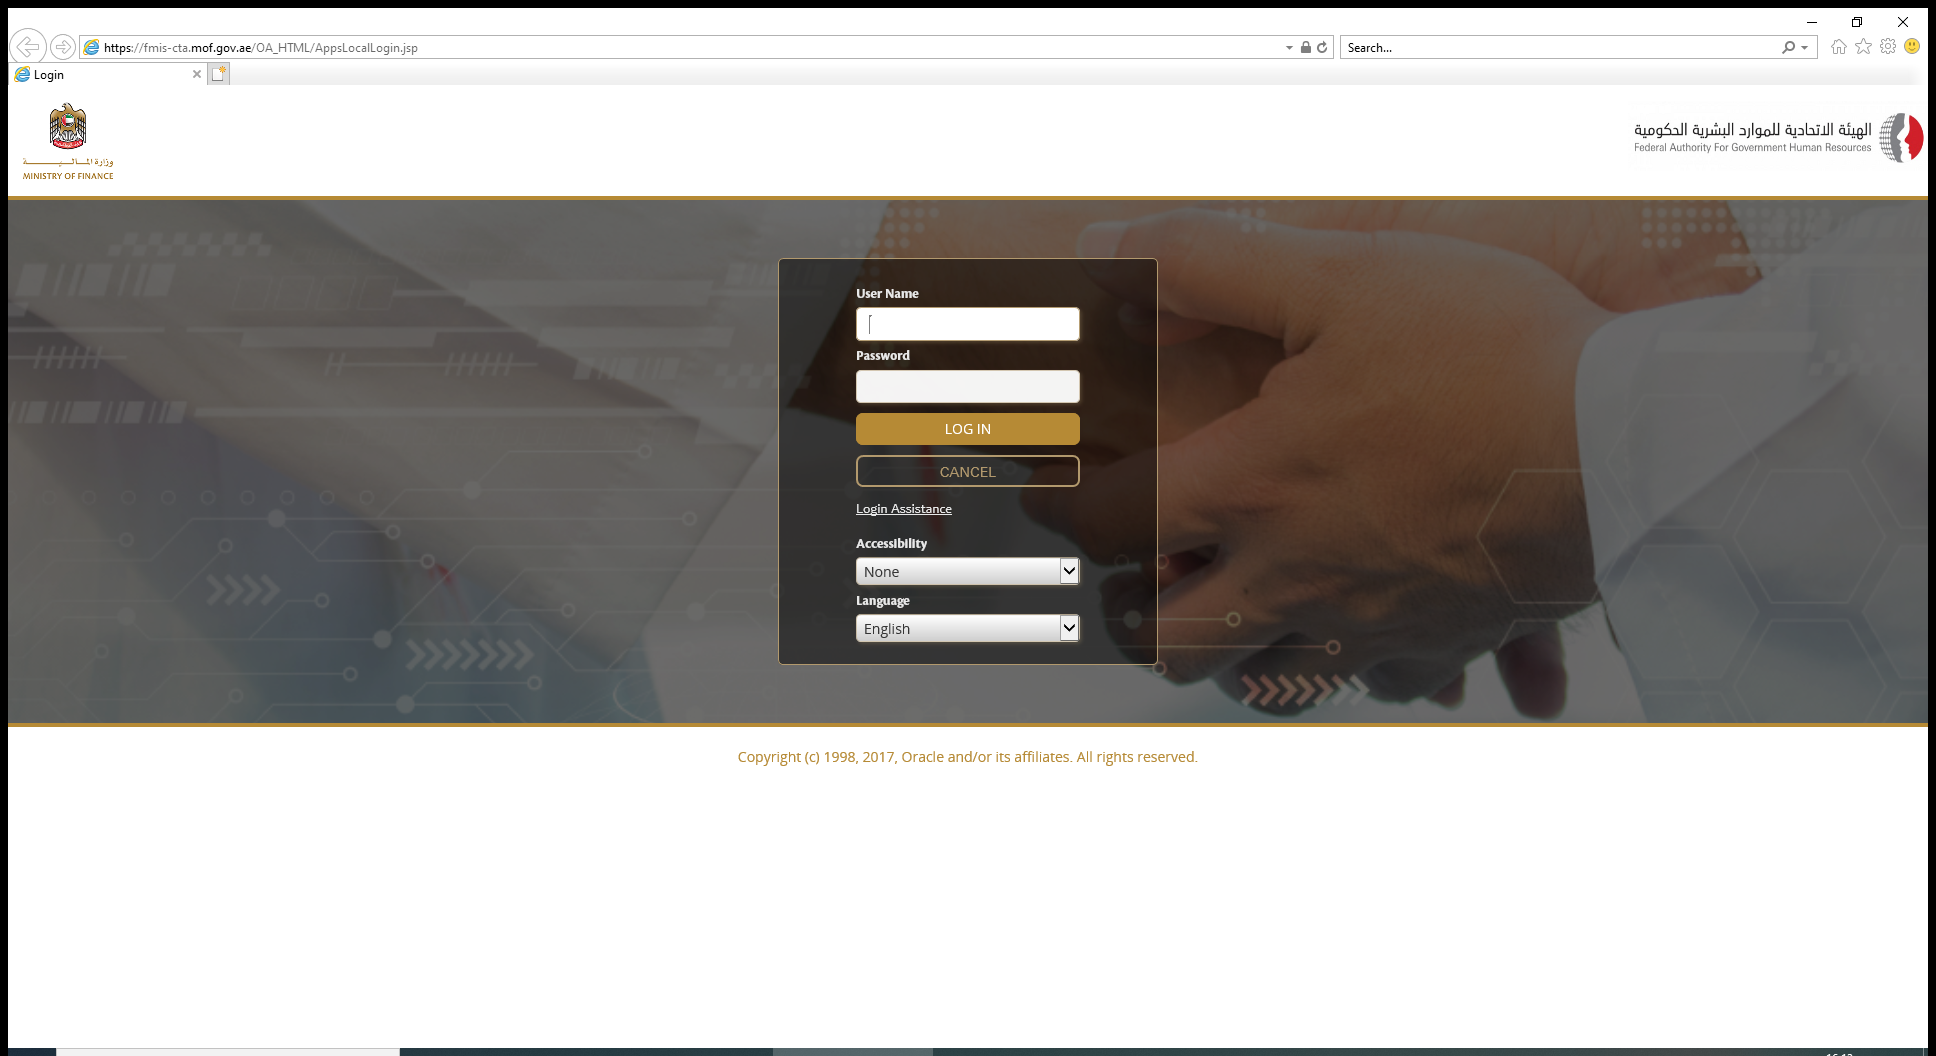 https://fmis-cta.mof.gov.ae/OA_HTML/AppsLocalLogin.jsp
Search...
Login
وزارة المالية
MINISTRY OF FINANCE
الهيئة الاتحادية للموارد البشرية الحكومية
Federal Authority For Government Human Resources
User Name
Password
LOG IN
CANCEL
Login Assistance
Accessibility
None
Language
English
Copyright (c) 1998, 2017, Oracle and/or its affiliates. All rights reserved.